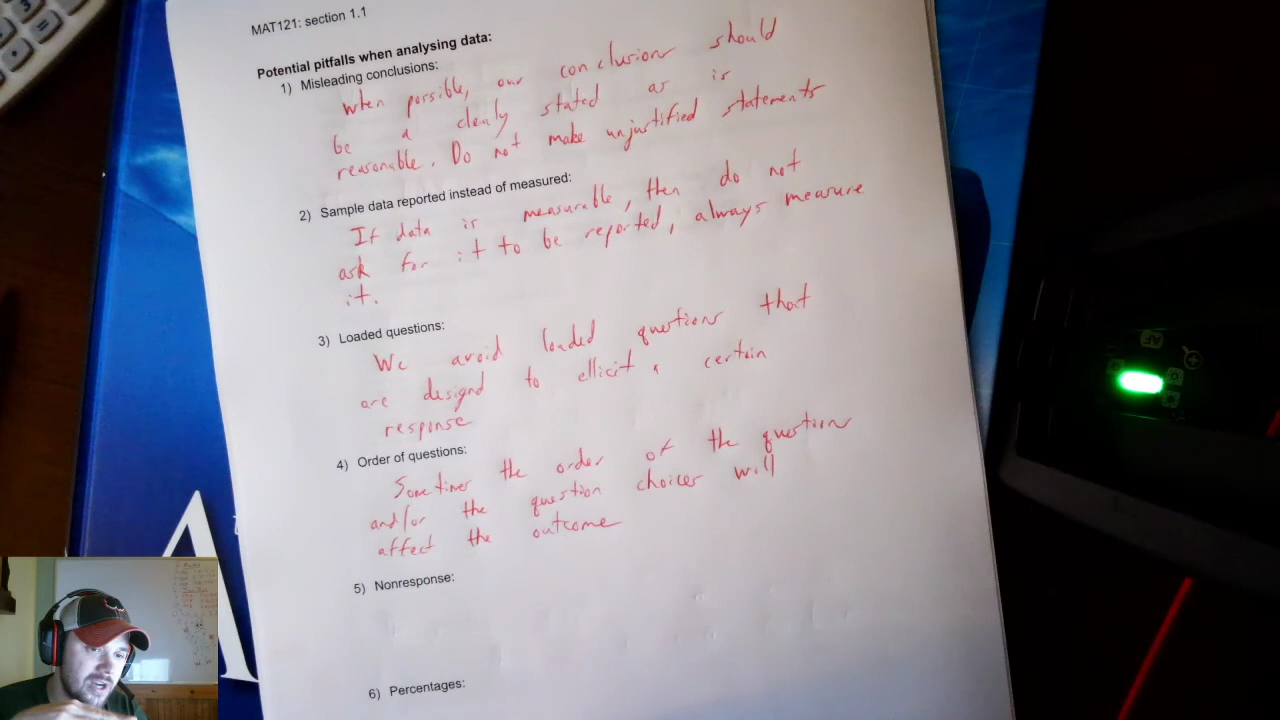 MAT121: section 1.1
Potential pitfalls when analysing data:
1) Misleading conclusions:
When possible, our conclusion should
be a clearly stated as is
reasonable. Do not make unjustified statements
2) Sample data reported instead of measured:
If data is measurable, then do not
ask for it to be reported, always measure
it.
3) Loaded questions:
We avoid loaded questions that
are designd to ellicit a certain
response
4) Order of questions:
Sometimes the order of the question
and/or the question choices will
affect the outcome
5) Nonresponse:
6) Percentages:
AF